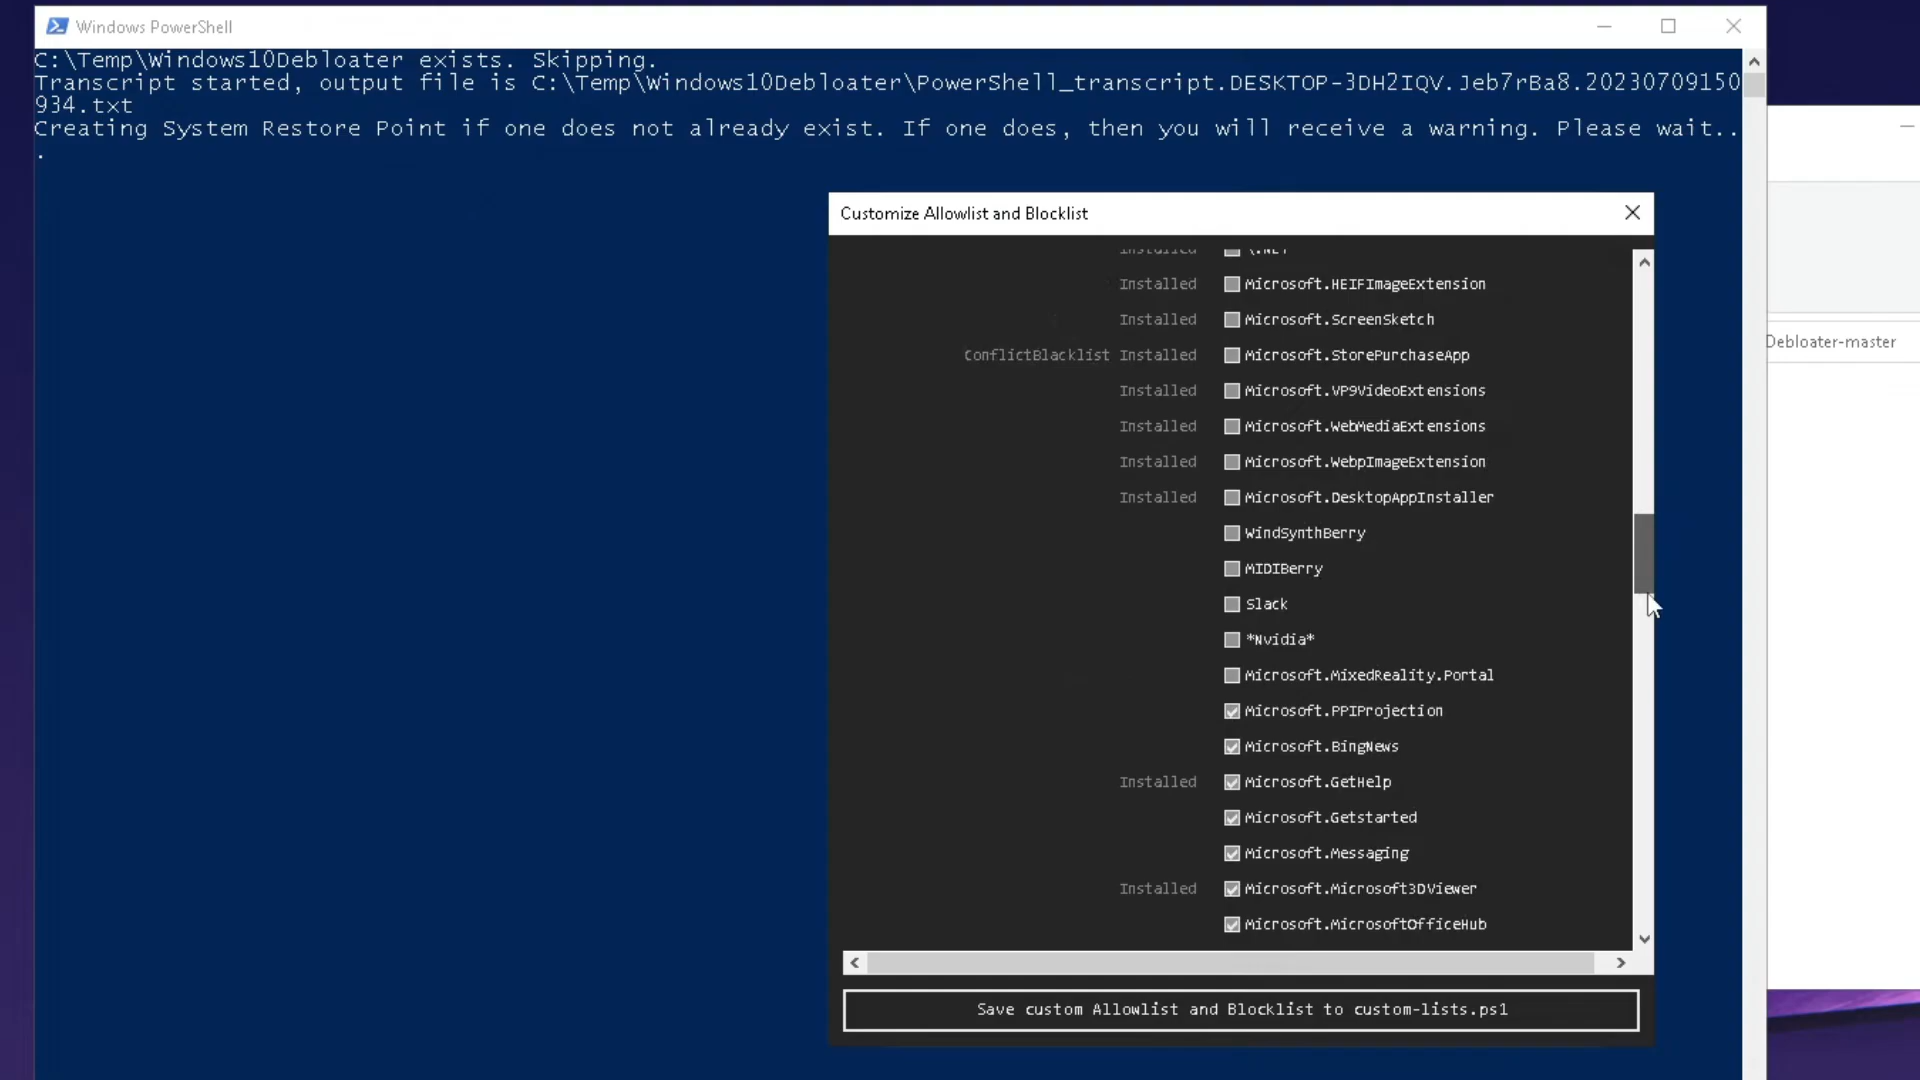 Windows PowerShell
C:\Temp\Windows10Debloater exists. Skipping.
Transcript started, output file is C:\Temp\Windows10Debloater\PowerShell_transcript.DESKTOP-3DH2IQV.Jeb7rBa8.20230709150
934.txt
Creating System Restore Point if one does not already exist. If one does, then you will receive a warning. Please wait..
.
Customize Allowlist and Blocklist
Installed \.NET
Installed Microsoft.HEIFImageExtension
Installed Microsoft.ScreenSketch
ConflictBlacklist Installed Microsoft.StorePurchaseApp
Installed Microsoft.VP9VideoExtensions
Installed Microsoft.WebMediaExtensions
Installed Microsoft.WebpImageExtension
Installed Microsoft.DesktopAppInstaller
WindSynthBerry
MIDIBerry
Slack
*Nvidia*
Microsoft.MixedReality.Portal
Microsoft.PPIProjection
Microsoft.BingNews
Installed Microsoft.GetHelp
Microsoft.Getstarted
Microsoft.Messaging
Installed Microsoft.Microsoft3DViewer
Microsoft.MicrosoftOfficeHub
Save custom Allowlist and Blocklist to custom-lists.ps1
Debloater-master